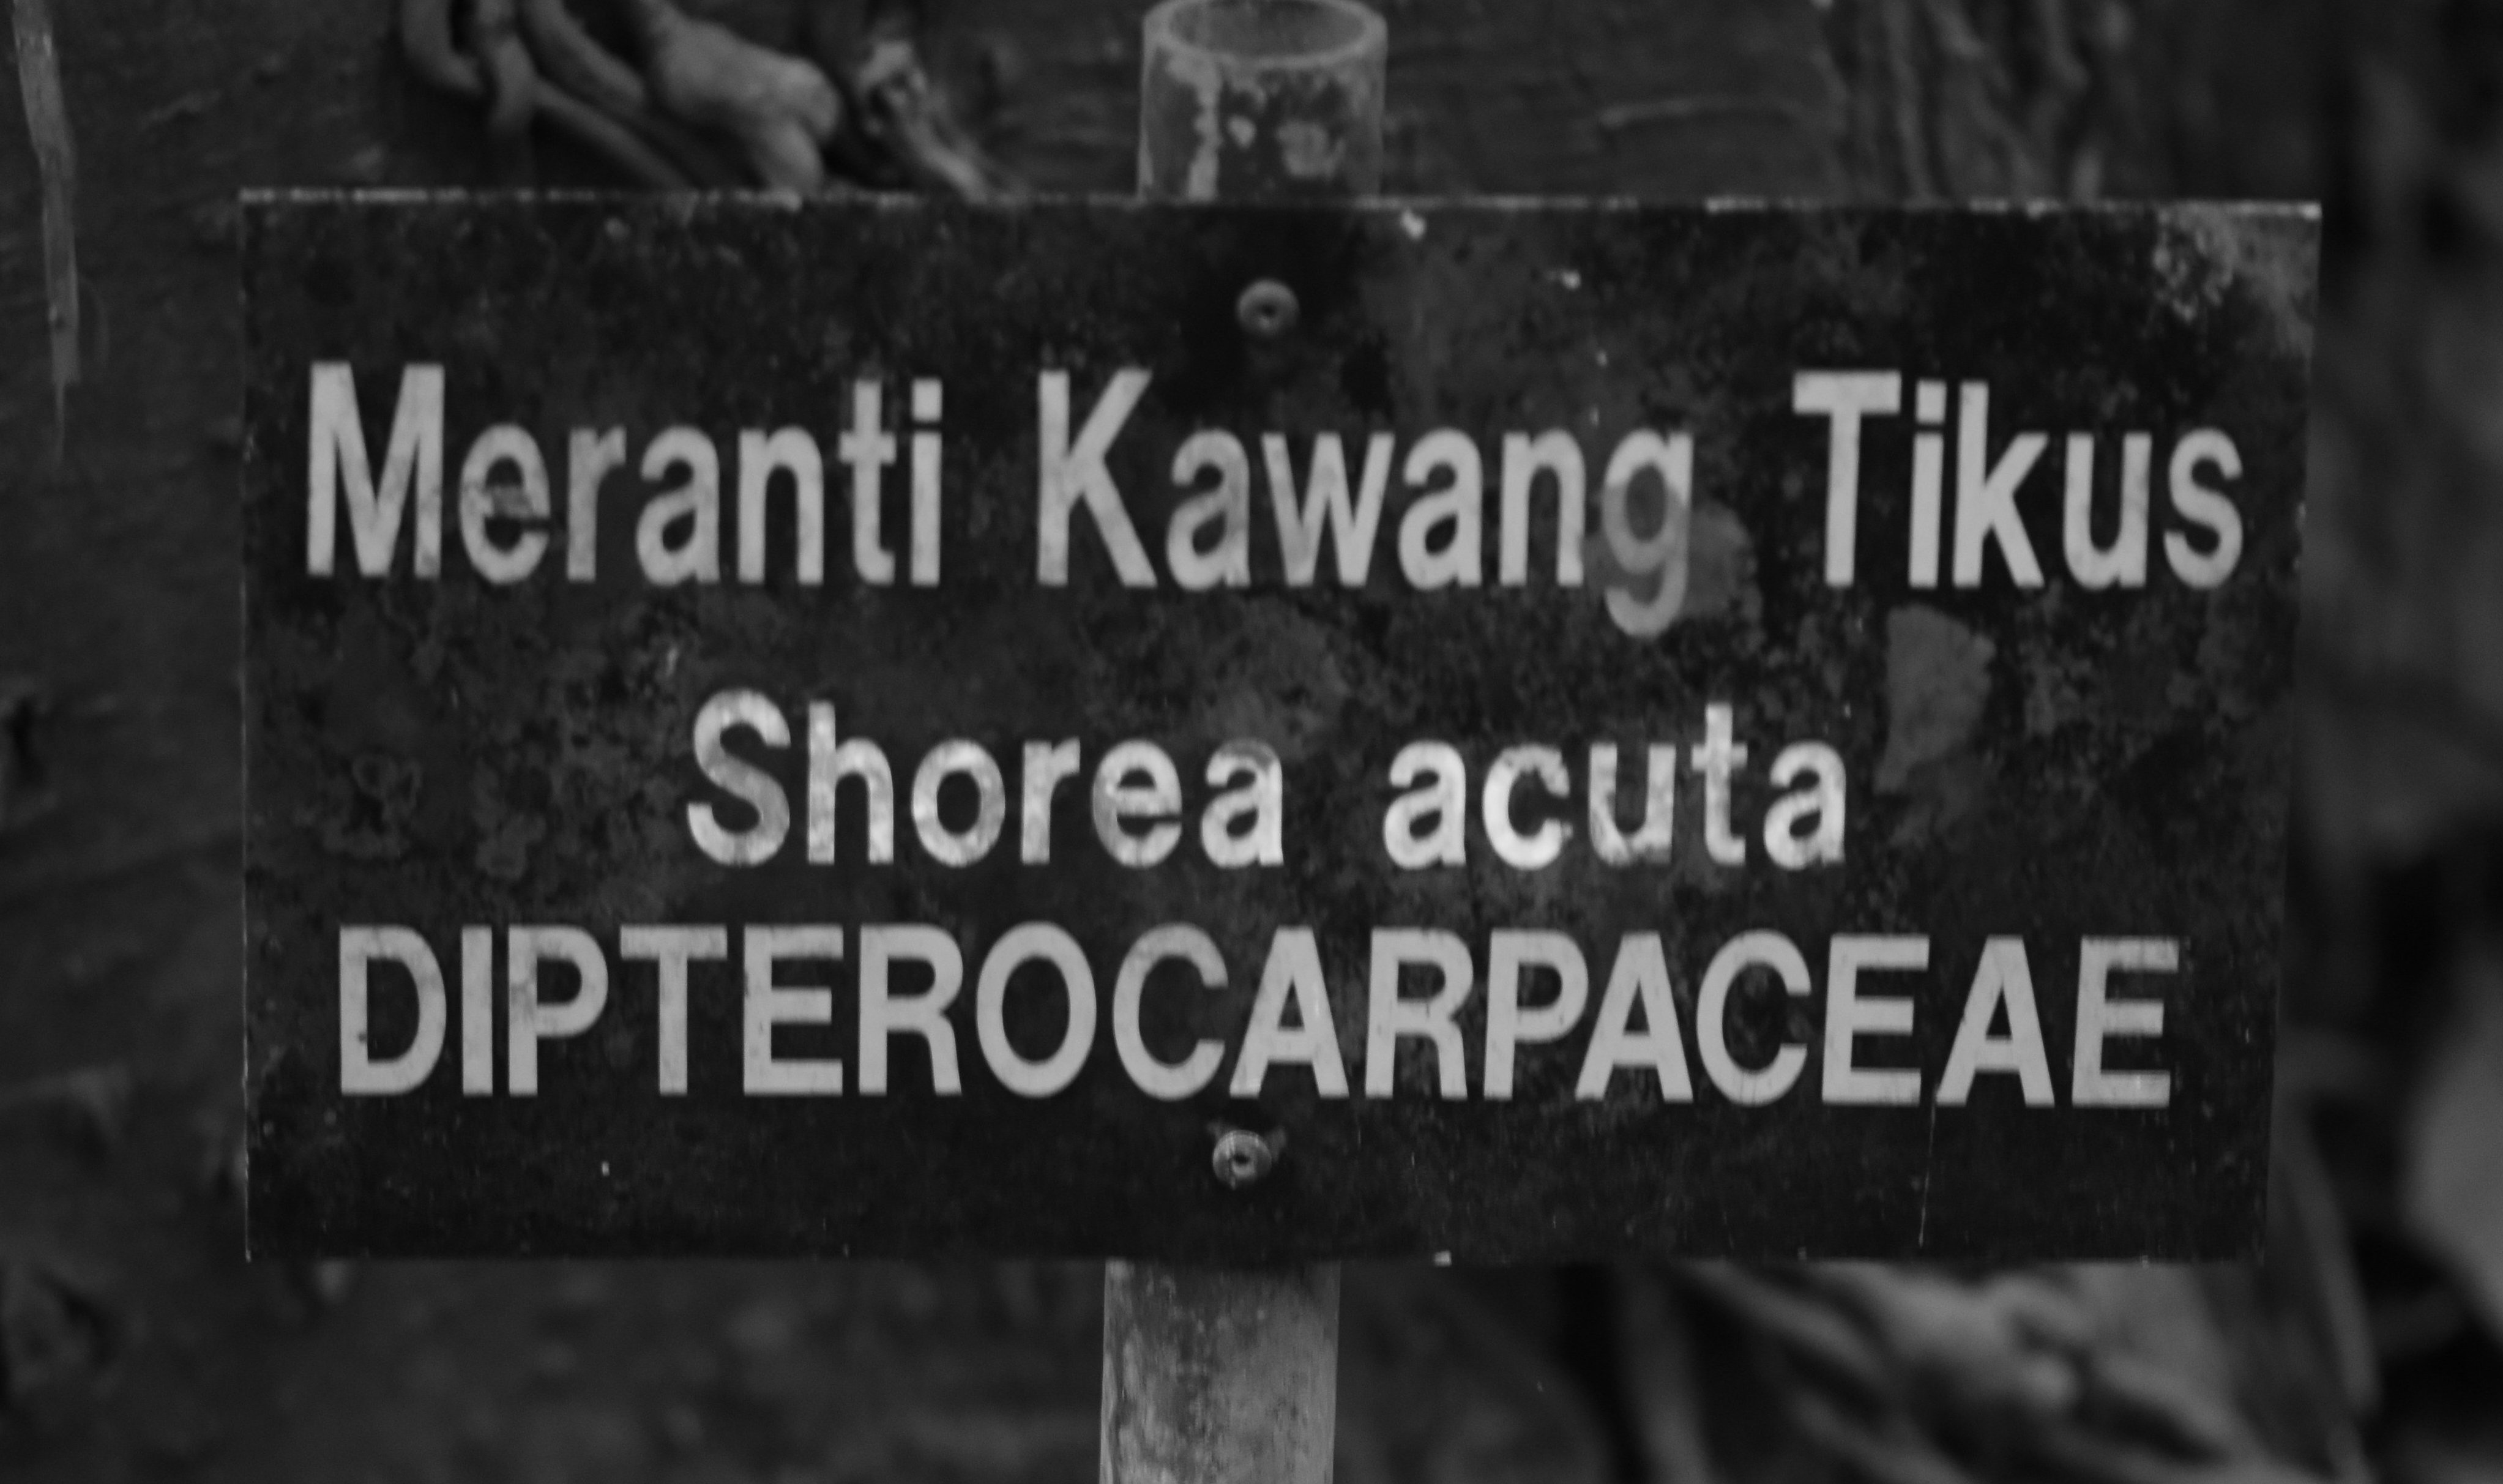 Meranti Kawang Tikus
Shorea acuta
DIPTEROCARPACEAE